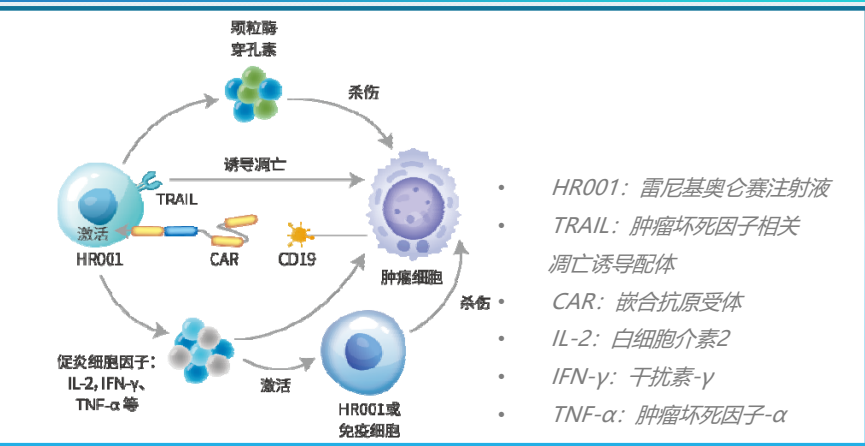 颗粒酶
穿孔素
杀伤
诱导凋亡
TRAIL
激活
HR001
CAR
CD19
肿瘤细胞
杀伤
促炎细胞因子:
IL-2, IFN-γ、
TNF-α 等
激活
HR001或
免疫细胞
• HR001：雷尼基奥仑赛注射液
• TRAIL：肿瘤坏死因子相关
凋亡诱导配体
• CAR：嵌合抗原受体
• IL-2：白细胞介素2
• IFN-γ：干扰素-γ
• TNF-α：肿瘤坏死因子-α